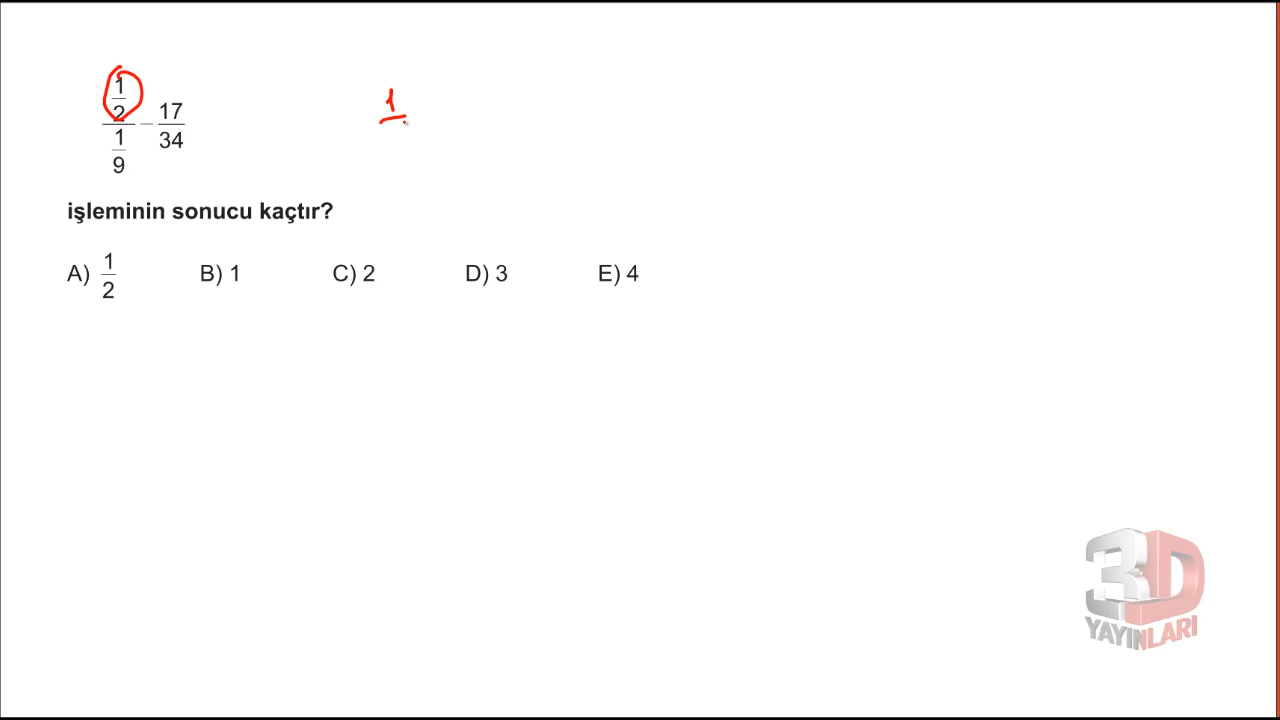 1/2 / 1/9 − 17/34 1
işleminin sonucu kaçtır?
A) 1/2 B) 1 C) 2 D) 3 E) 4
3D
YAYINLARI